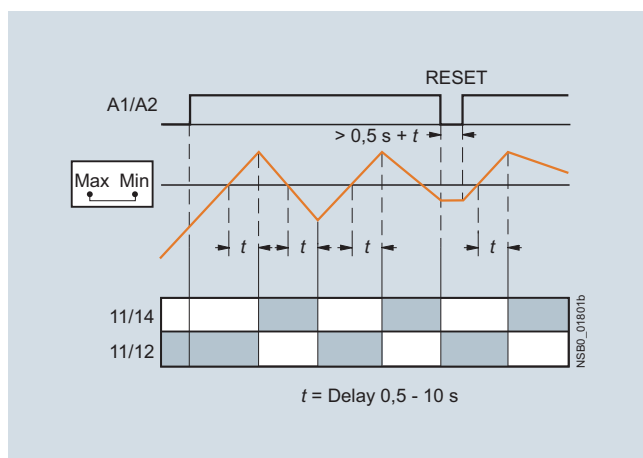 RESET
A1/A2
> 0,5 s + t
Max Min
t t t t
11/14
11/12
NSB0_01801b
t = Delay 0,5 - 10 s